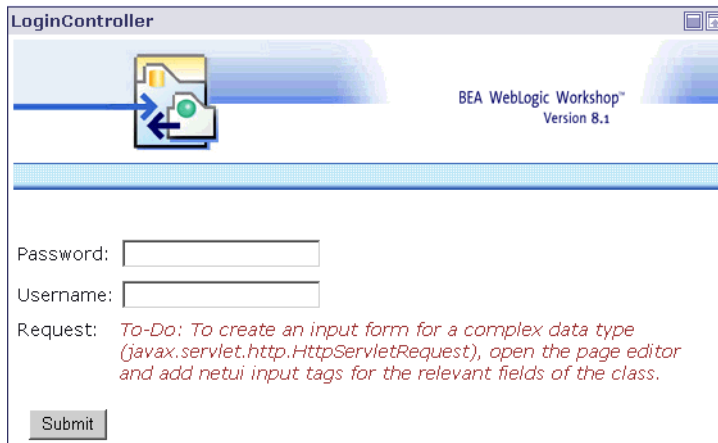 LoginController
BEA WebLogic Workshop™
Version 8.1
Password:
Username:
Request: To-Do: To create an input form for a complex data type
(javax.servlet.http.HttpServletRequest), open the page editor
and add netui input tags for the relevant fields of the class.
Submit